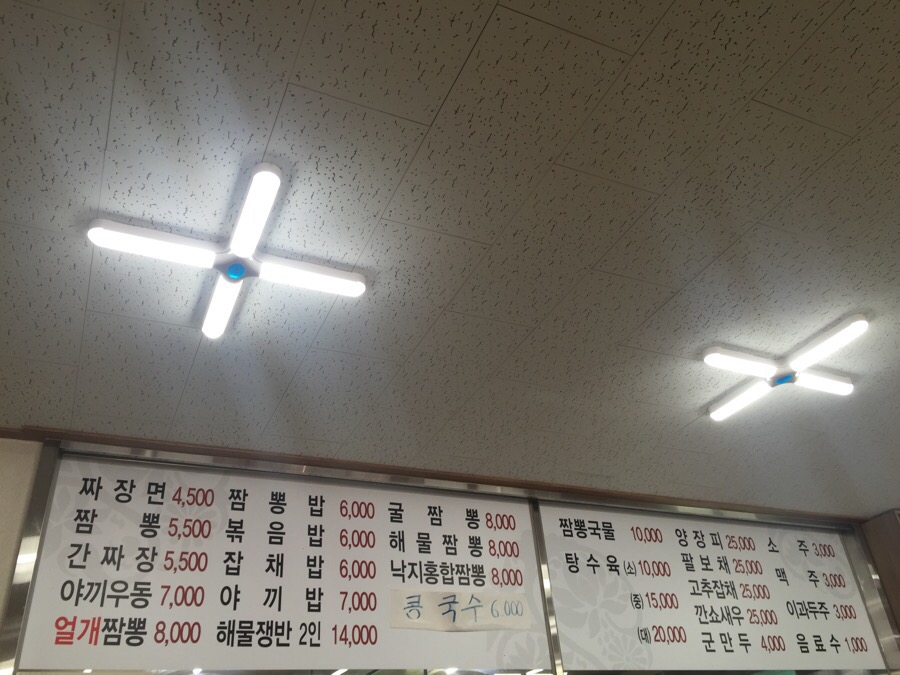 짜장면 4,500
짬뽕 5,500
간짜장 5,500
야끼우동 7,000
얼개짬뽕 8,000
짬뽕밥 6,000
볶음밥 6,000
잡채밥 6,000
야끼밥 7,000
해물쟁반 2인 14,000
굴짬뽕 8,000
해물짬뽕 8,000
낙지홍합짬뽕 8,000
콩국수 6.000
짬뽕국물 10,000
탕수육 (소) 10,000
(중) 15,000
(대) 20,000
양장피 25,000
팔보채 25,000
고추잡채 25,000
깐쇼새우 25,000
군만두 4,000
소주 3,000
맥주 3,000
이과두주 3,000
음료수 1,000